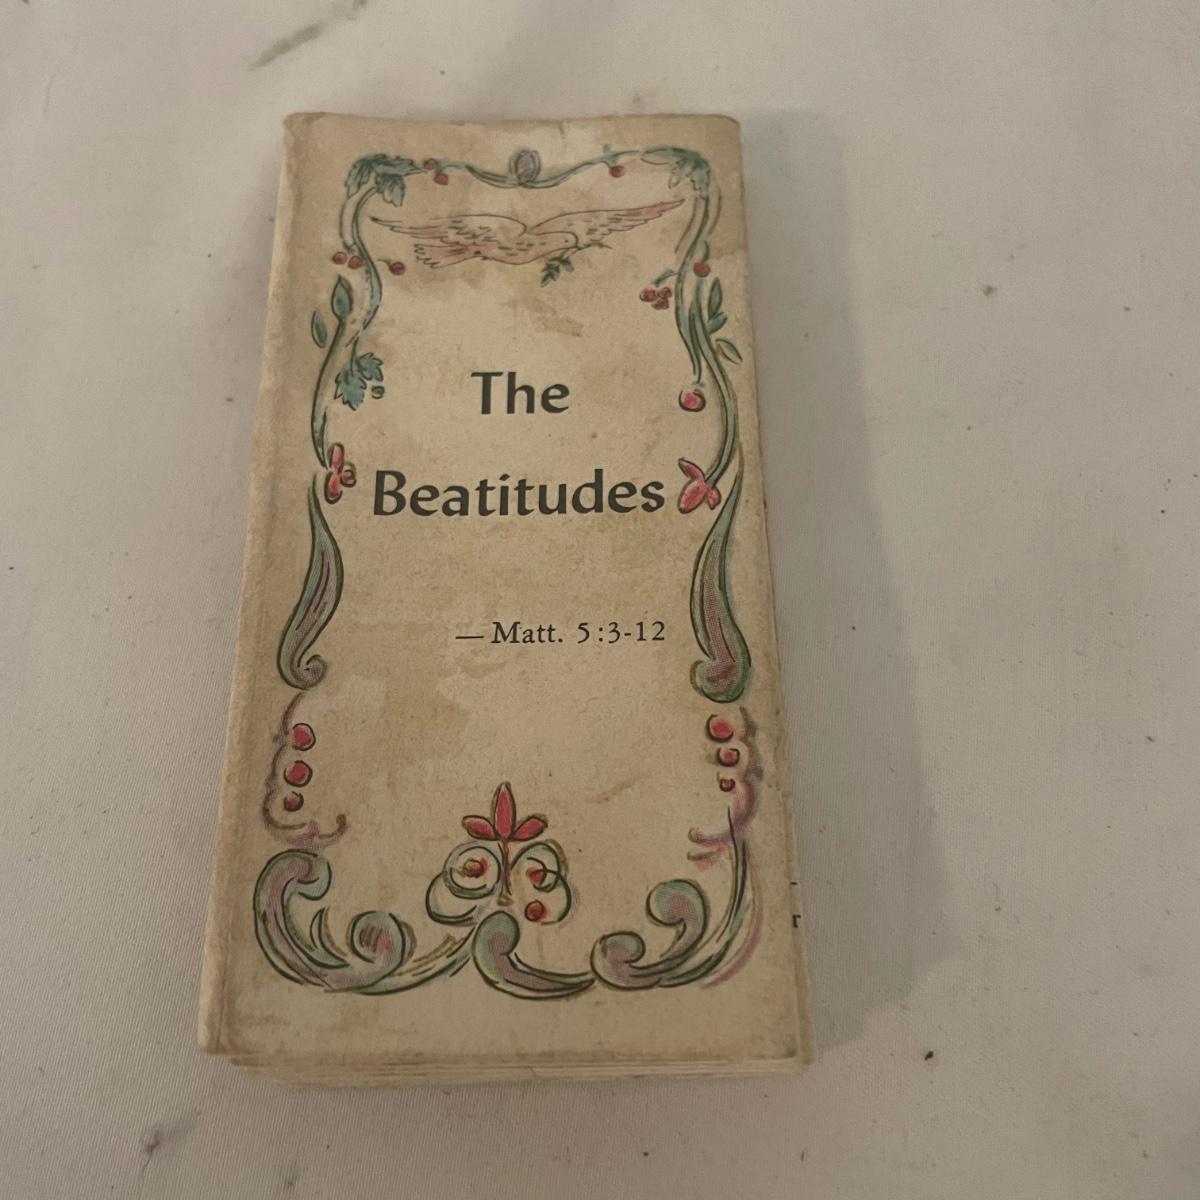 The
Beatitudes
— Matt. 5:3-12